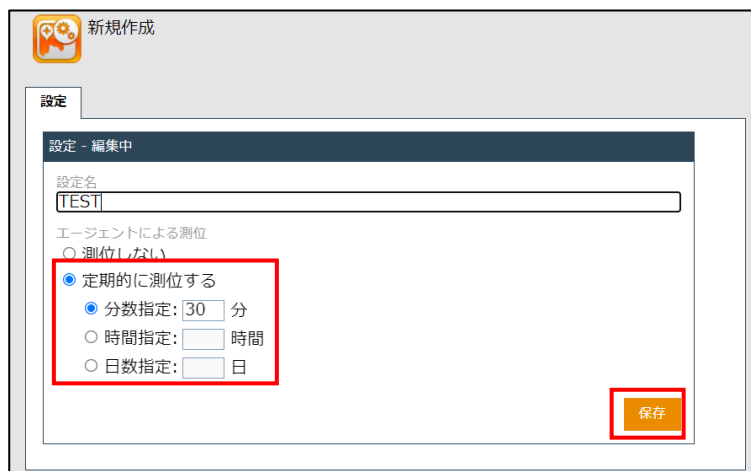 新規作成
設定
設定 - 編集中
設定名
TEST
エージェントによる測位
測位しない
定期的に測位する
分数指定: 30 分
時間指定: 時間
日数指定: 日
保存